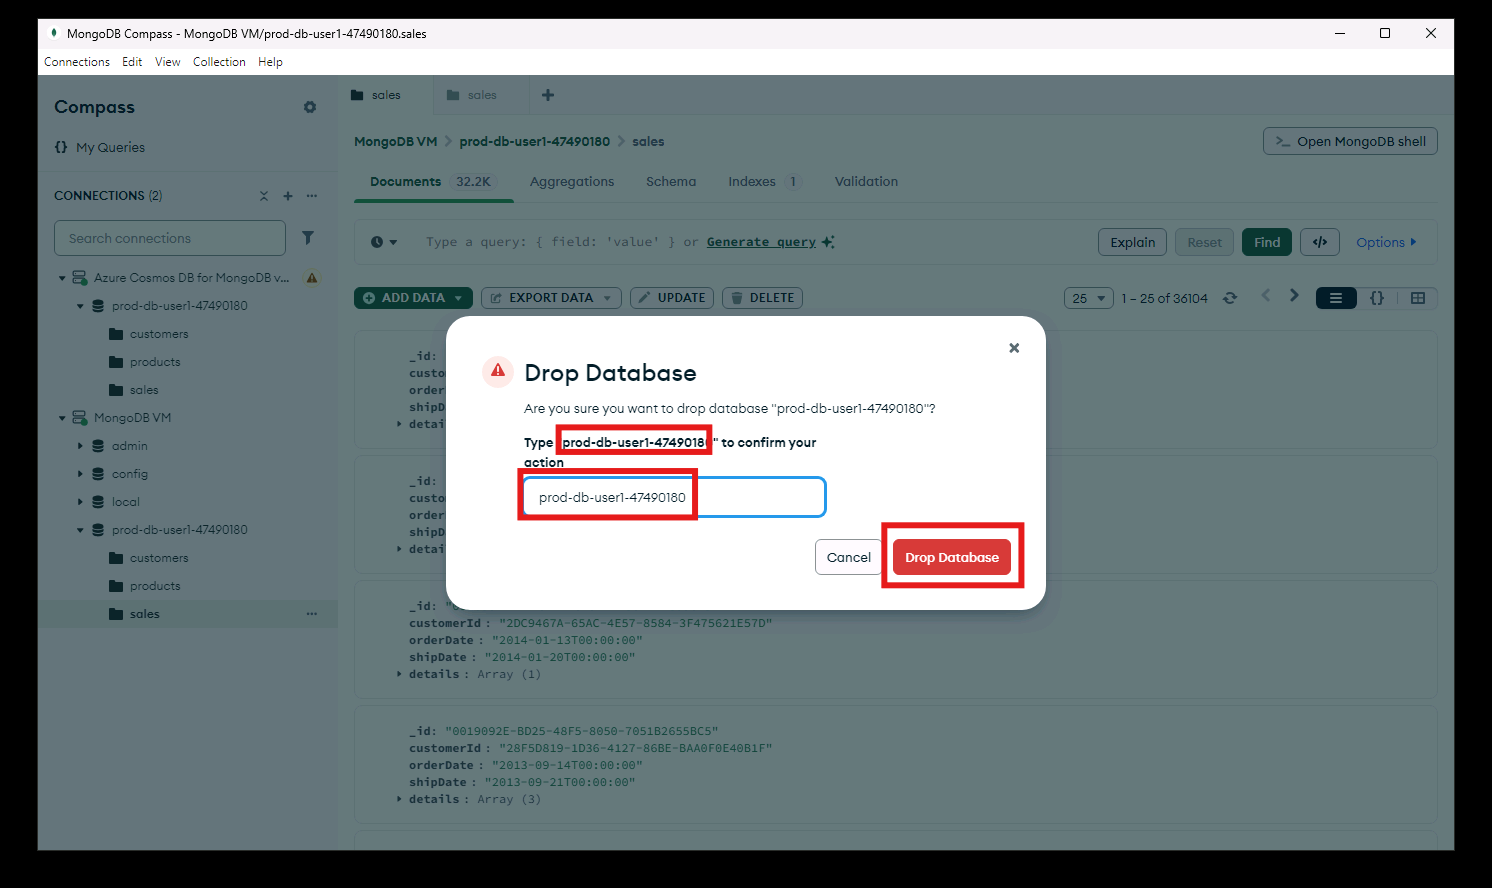 MongoDB Compass - MongoDB VM/prod-db-user1-47490180.sales
Connections Edit View Collection Help
Compass
{} My Queries
CONNECTIONS (2)
Search connections
Azure Cosmos DB for MongoDB v...
prod-db-user1-47490180
customers
products
sales
MongoDB VM
admin
config
local
prod-db-user1-47490180
customers
products
sales
sales sales
MongoDB VM > prod-db-user1-47490180 > sales
>_ Open MongoDB shell
Documents 32.2K Aggregations Schema Indexes 1 Validation
Type a query: { field: 'value' } or Generate query
Explain Reset Find </> Options
ADD DATA EXPORT DATA UPDATE DELETE
25 1 – 25 of 36104 {}
_id:
custome
order
shipD
detai
Drop Database
Are you sure you want to drop database "prod-db-user1-47490180"?
Type prod-db-user1-47490180" to confirm your
action
prod-db-user1-47490180
Cancel Drop Database
_id:
custo
order
shipD
detai
_id:
customerId : "2DC9467A-65AC-4E57-8584-3F475621E57D"
orderDate : "2014-01-13T00:00:00"
shipDate : "2014-01-20T00:00:00"
details : Array (1)
_id: "0019092E-BD25-48F5-8050-7051B2655BC5"
customerId : "28F5D819-1D36-4127-86BE-BAA0F0E40B1F"
orderDate : "2013-09-14T00:00:00"
shipDate : "2013-09-21T00:00:00"
details : Array (3)